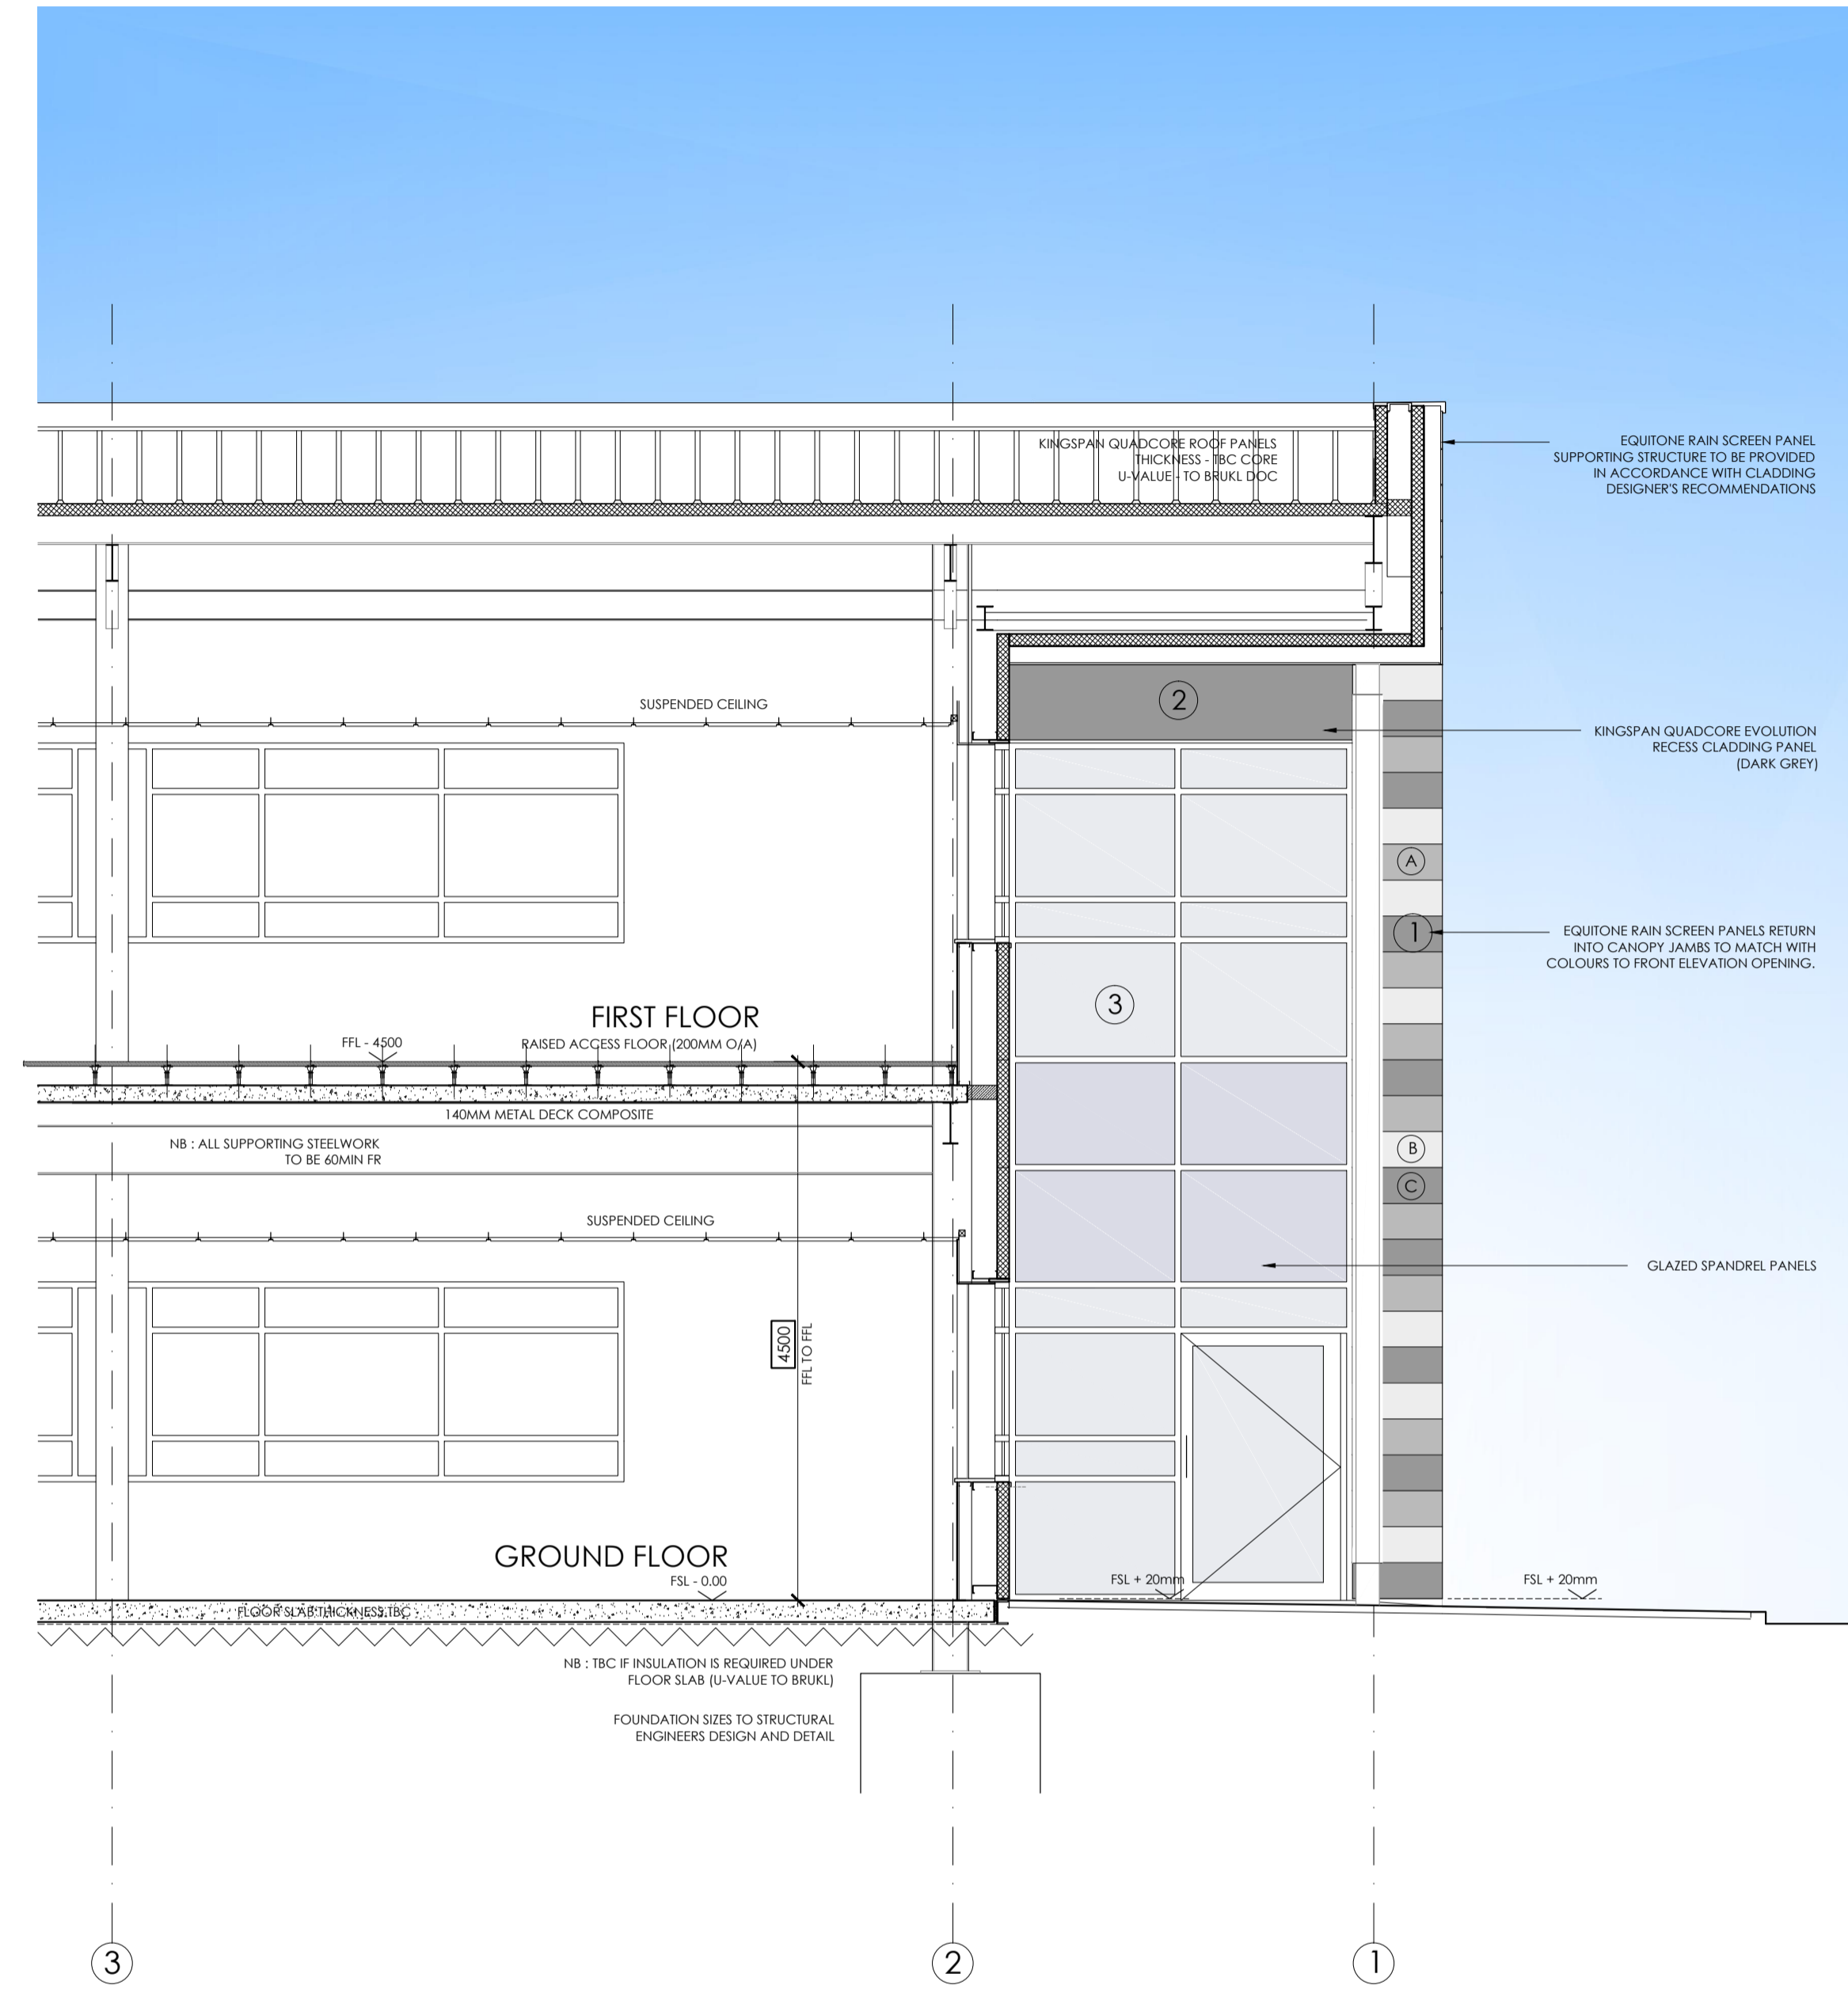 KINGSPAN QUADCORE ROOF PANELS
THICKNESS - TBC CORE
U-VALUE - TO BRUKL DOC
EQUITONE RAIN SCREEN PANEL
SUPPORTING STRUCTURE TO BE PROVIDED
IN ACCORDANCE WITH CLADDING
DESIGNER'S RECOMMENDATIONS
2
SUSPENDED CEILING
KINGSPAN QUADCORE EVOLUTION
RECESS CLADDING PANEL
(DARK GREY)
A
1
EQUITONE RAIN SCREEN PANELS RETURN
INTO CANOPY JAMBS TO MATCH WITH
COLOURS TO FRONT ELEVATION OPENING.
3
FIRST FLOOR
FFL - 4500
RAISED ACCESS FLOOR (200MM O/A)
140MM METAL DECK COMPOSITE
NB : ALL SUPPORTING STEELWORK
TO BE 60MIN FR
B
C
SUSPENDED CEILING
GLAZED SPANDREL PANELS
4500
FFL TO FFL
GROUND FLOOR
FSL - 0.00
FSL + 20mm
FSL + 20mm
FLOOR SLAB THICKNESS TBC
NB : TBC IF INSULATION IS REQUIRED UNDER
FLOOR SLAB (U-VALUE TO BRUKL)
FOUNDATION SIZES TO STRUCTURAL
ENGINEERS DESIGN AND DETAIL
3
2
1